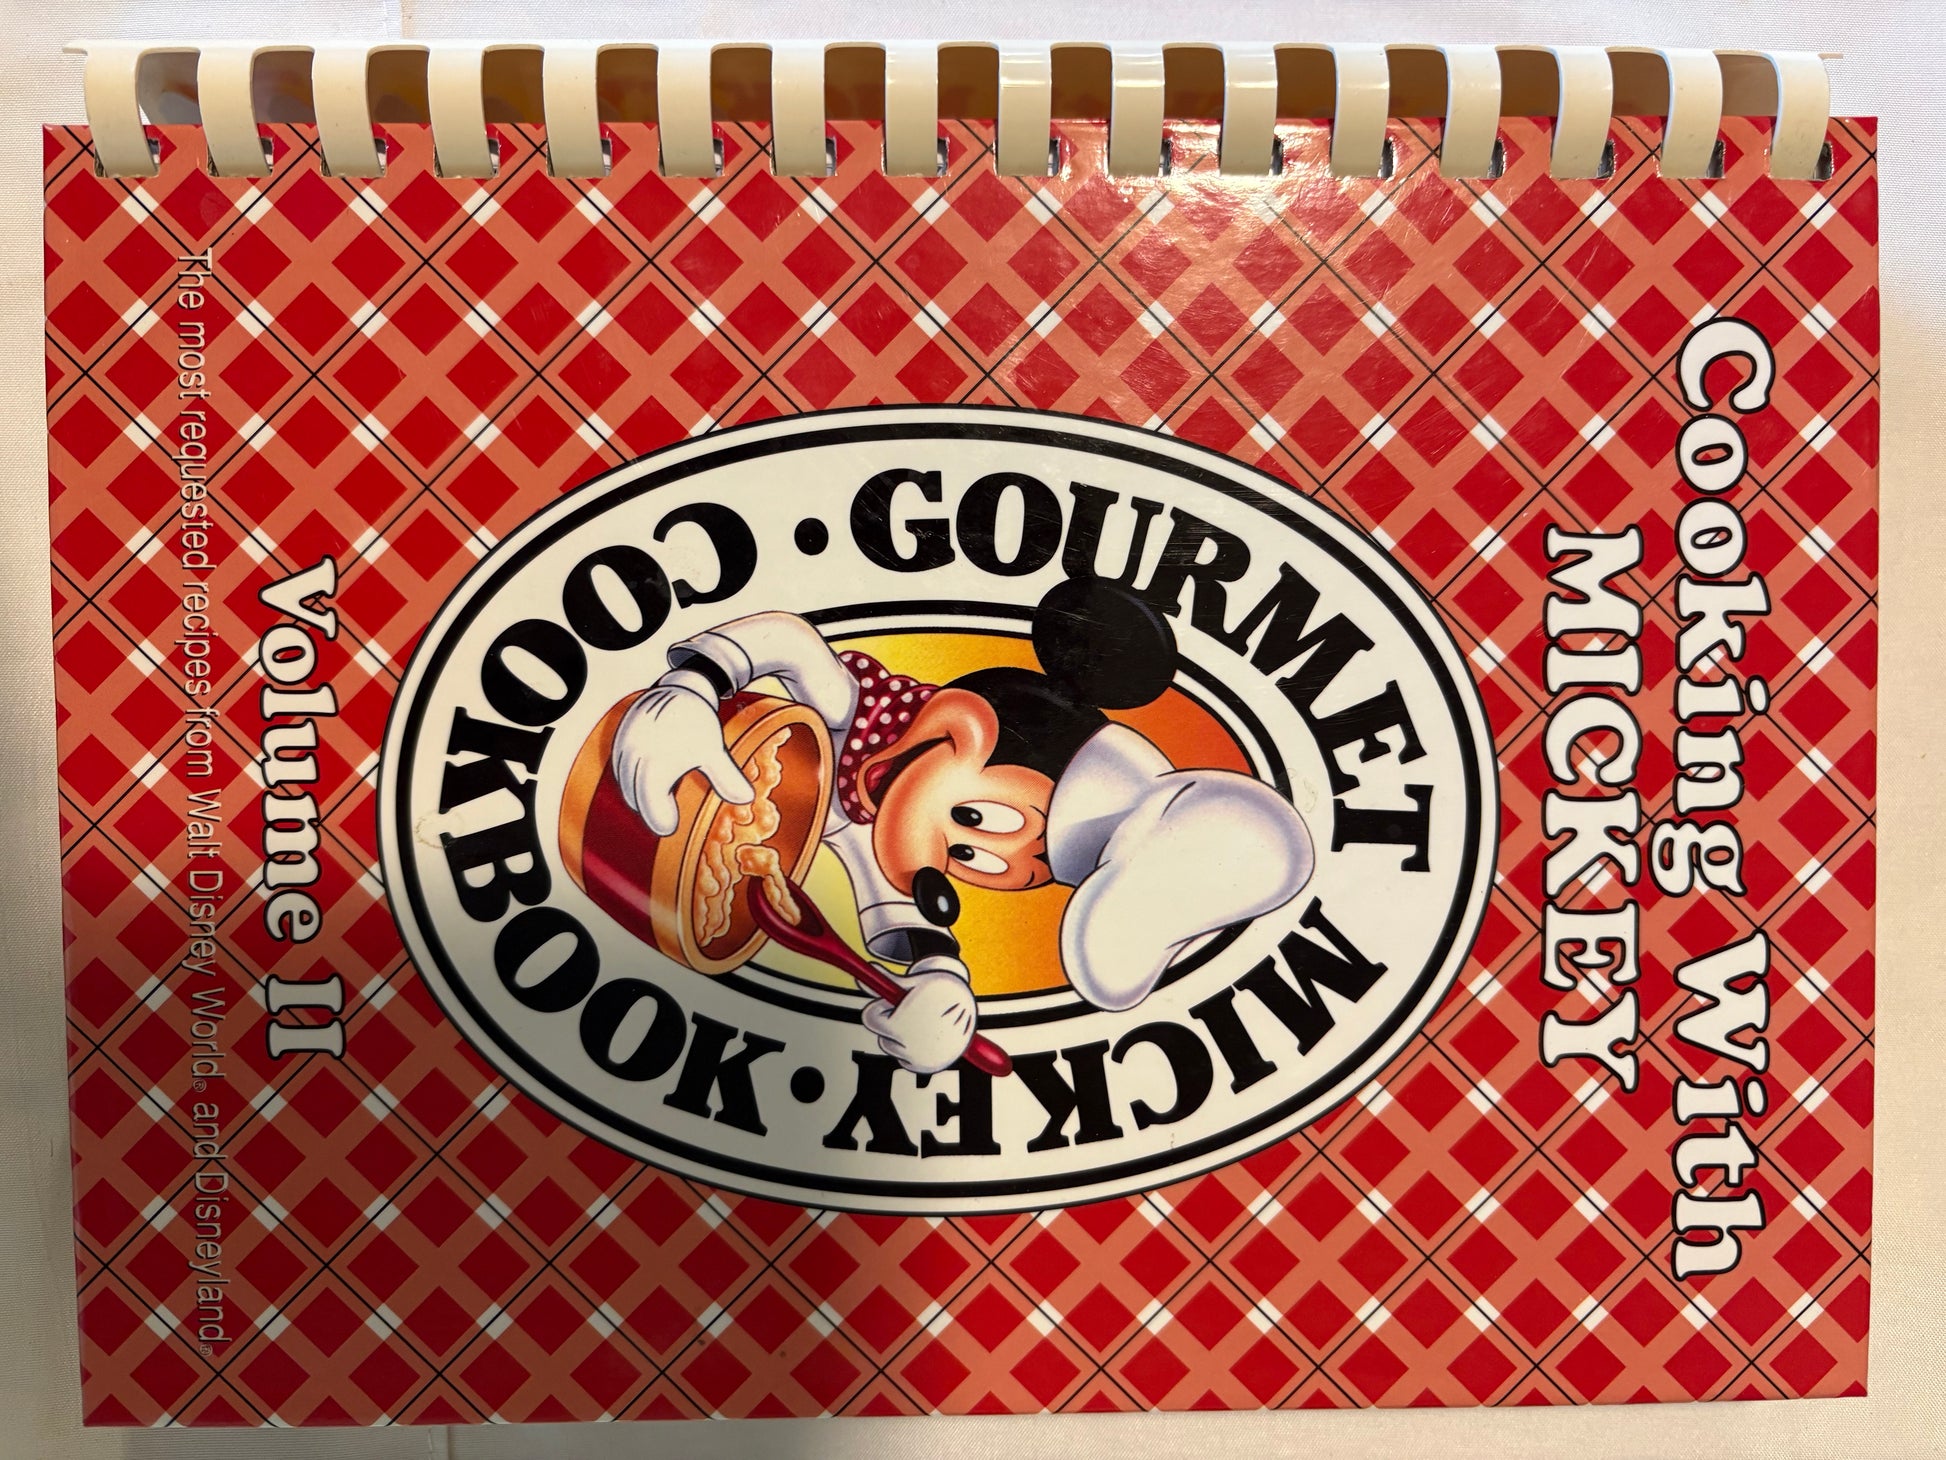 Cooking With
MICKEY
GOURMET MICKEY • COOKBOOK •
Volume II
The most requested recipes from Walt Disney World® and Disneyland®